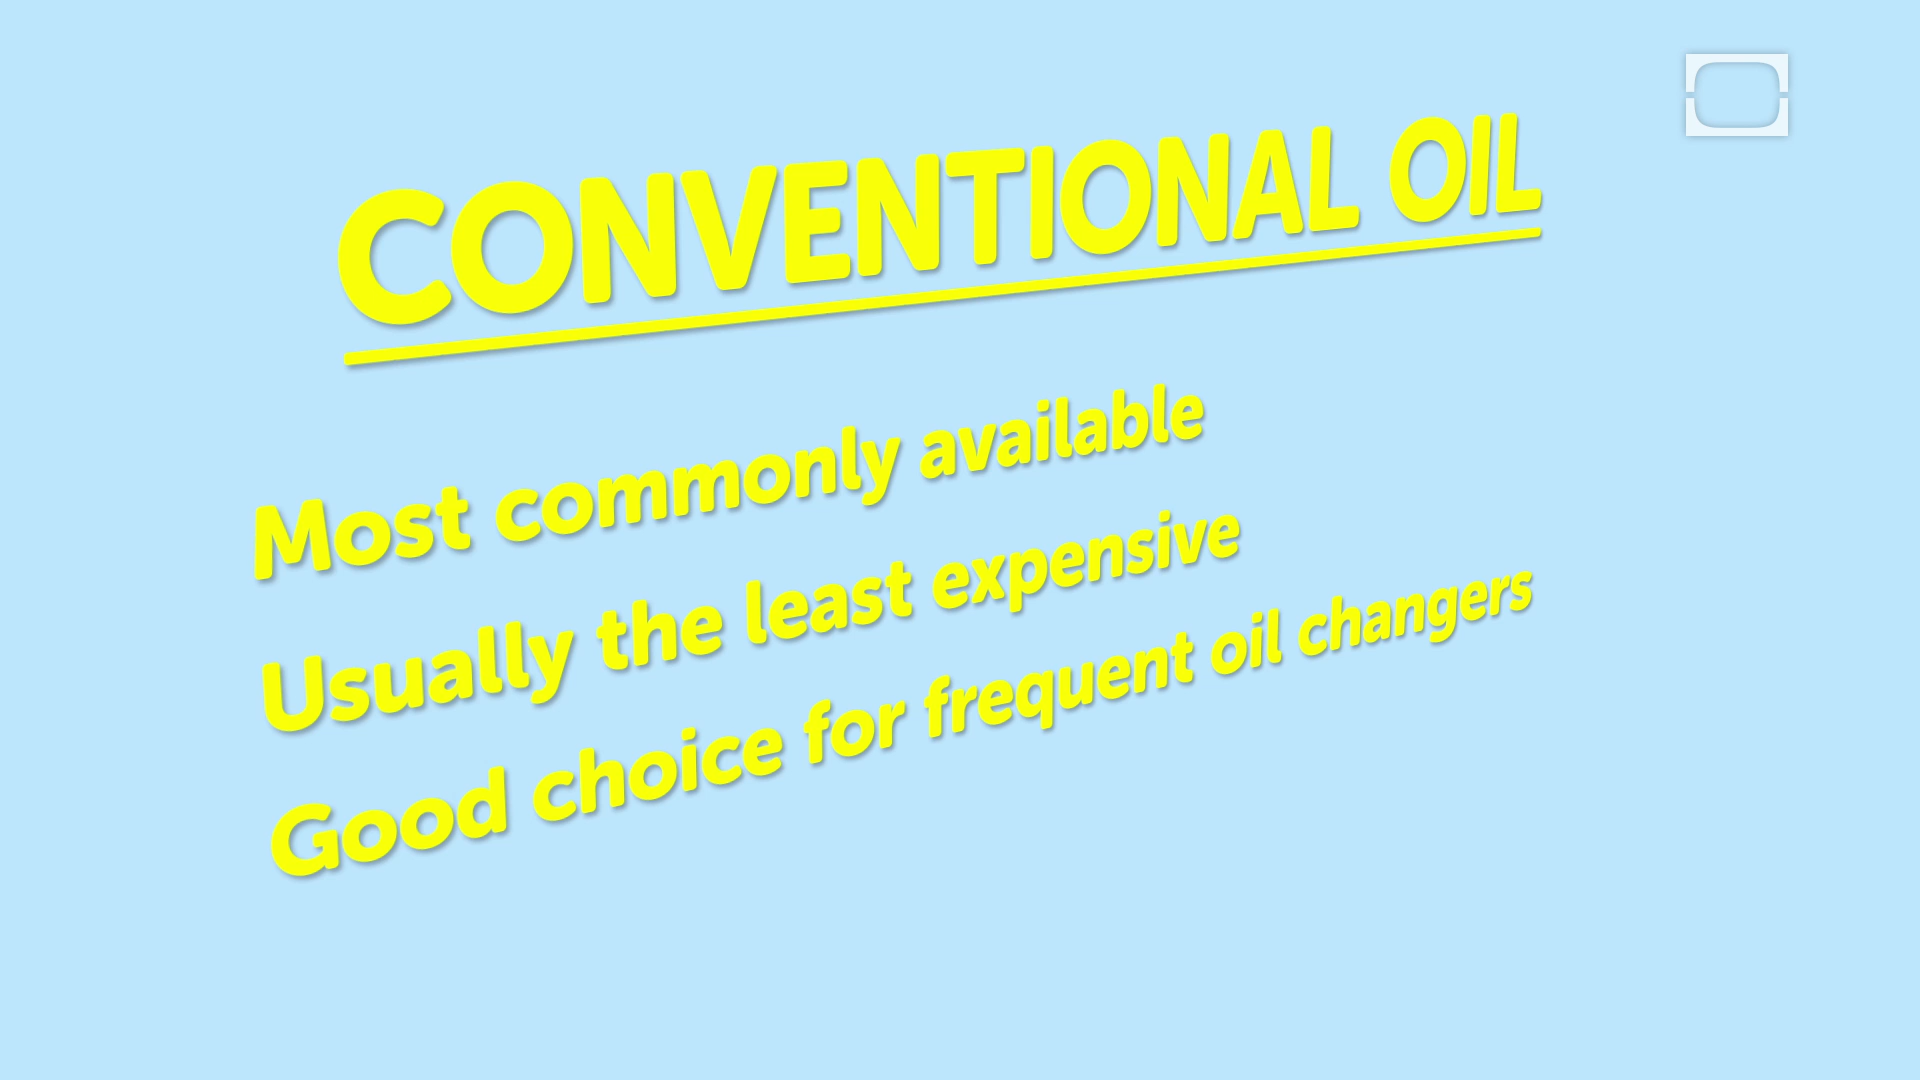 CONVENTIONAL OIL
Most commonly available
Usually the least expensive
Good choice for frequent oil changers